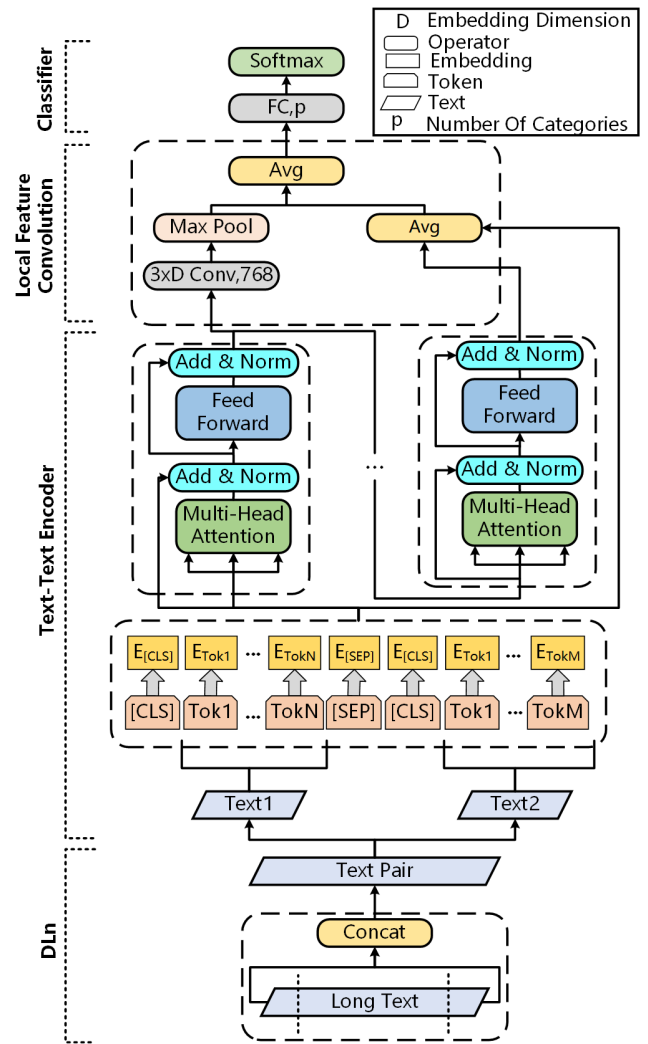 D Embedding Dimension
Operator
Embedding
Token
Text
p Number Of Categories
Classifier
Softmax
FC,p
Local Feature
Convolution
Avg
Max Pool
Avg
3xD Conv,768
Text-Text Encoder
Add & Norm
Feed
Forward
Add & Norm
Multi-Head
Attention
...
Add & Norm
Feed
Forward
Add & Norm
Multi-Head
Attention
E[CLS] ETok1 ... ETokN E[SEP] E[CLS] ETok1 ... ETokM
[CLS] Tok1 ... TokN [SEP] [CLS] Tok1 ... TokM
Text1 Text2
DLn
Text Pair
Concat
Long Text